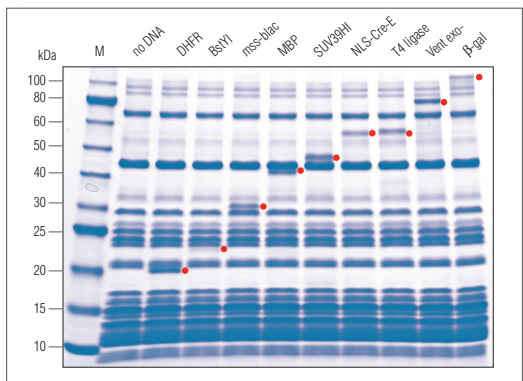 kDa
M
no DNA
DHFR
BstYI
mss-blac
MBP
SUV39HI
NLS-Cre-E
T4 ligase
Vent exo-
β-gal
100
80
60
50
40
30
25
20
15
10